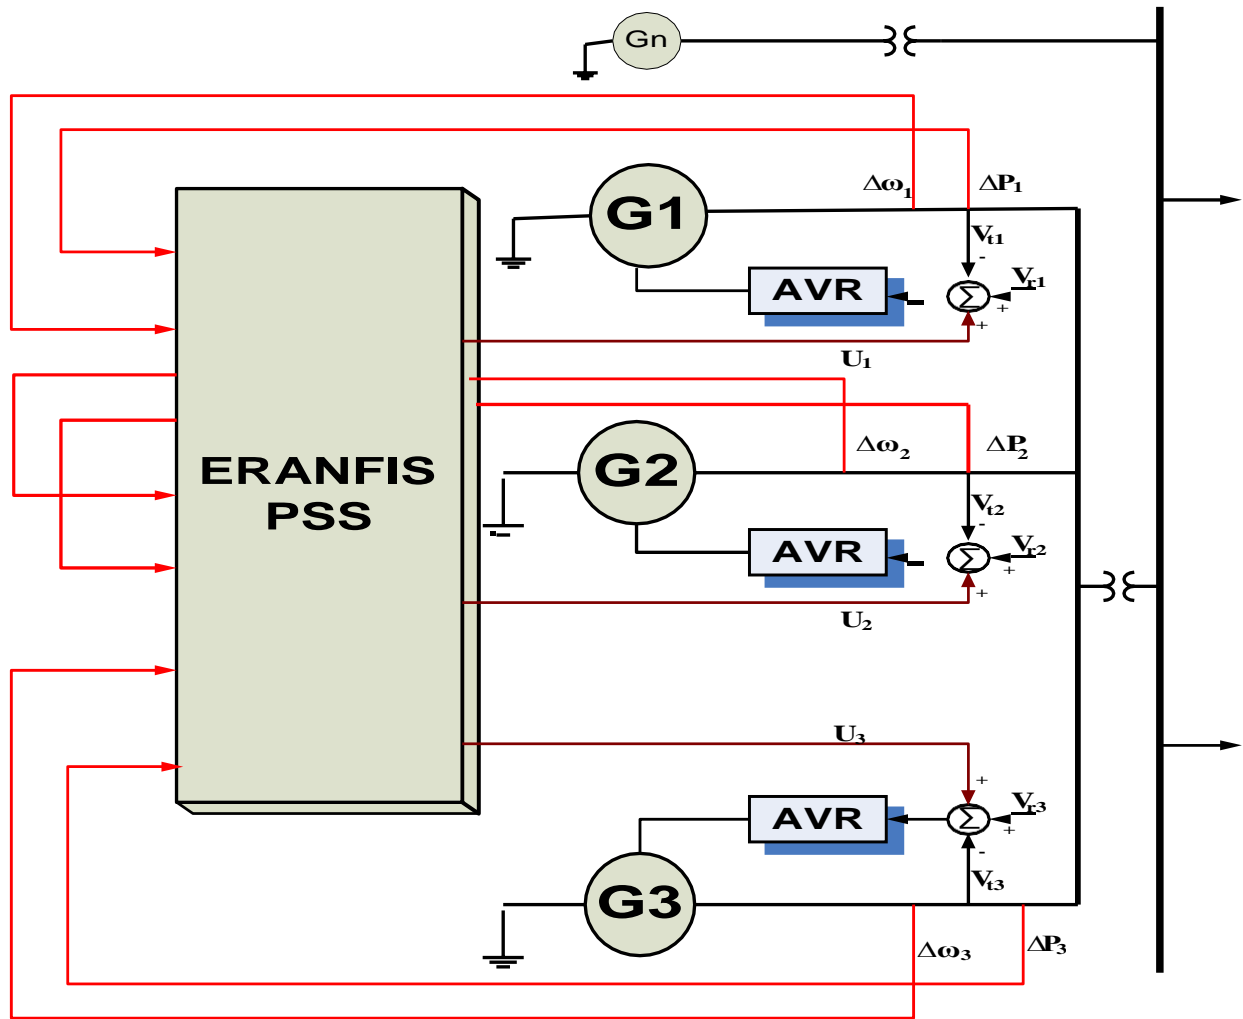 Gn
Δω₁ ΔP₁
G1
Vt1
-
AVR
Σ
Vr1
+
+
U₁
Δω₂ ΔP₂
ERANFIS
PSS
G2
Vt2
-
AVR
Σ
Vr2
+
+
U₂
U₃
+
AVR
Σ
Vr3
+
-
Vt3
G3
Δω₃ ΔP₃